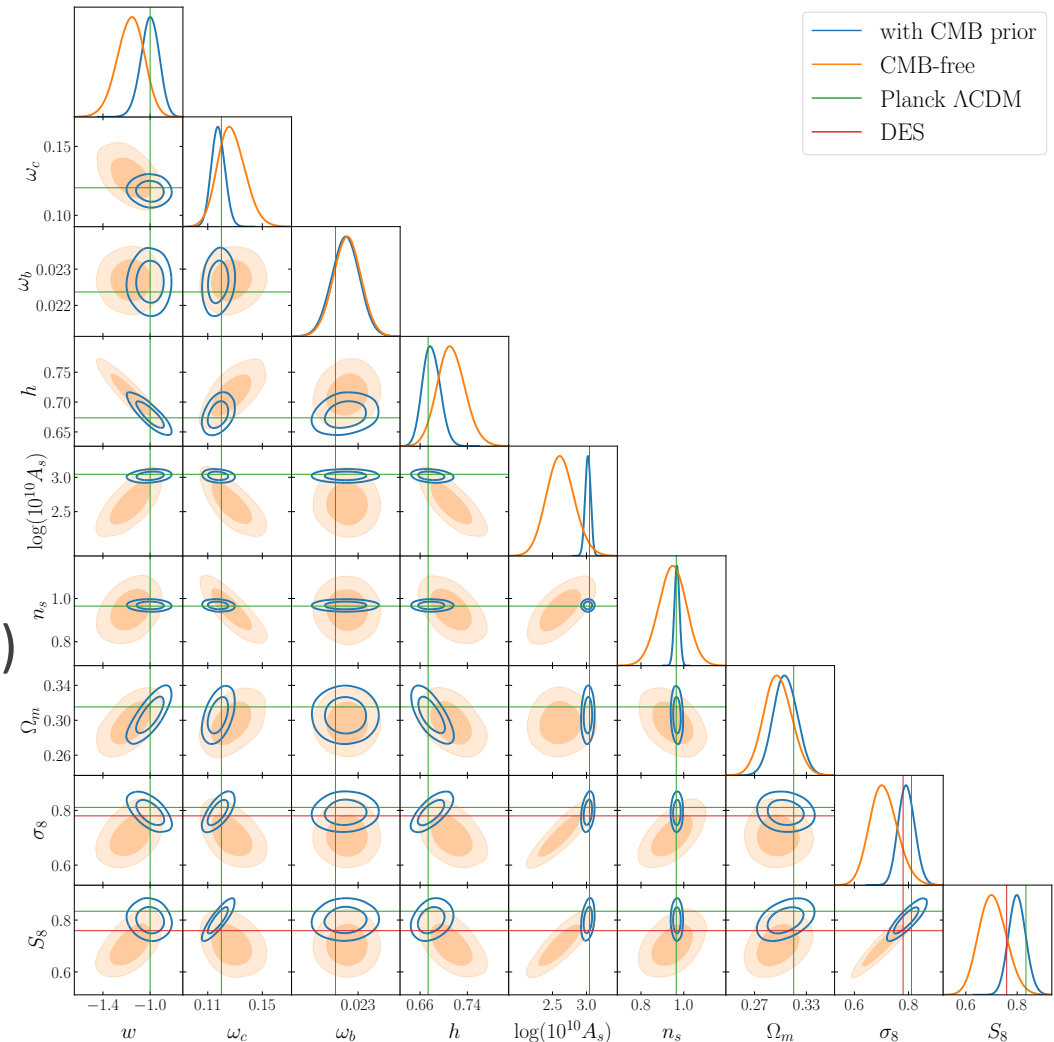 with CMB prior
CMB-free
Planck ΛCDM
DES
0.15
0.10
ω_c
0.023
0.022
ω_b
0.75
0.70
0.65
h
3.0
2.5
log(10^{10}A_s)
1.0
0.8
n_s
)
0.34
0.30
0.26
Ω_m
0.8
0.6
σ_8
0.8
0.6
S_8
−1.4 −1.0 0.11 0.15 0.023 0.66 0.74 2.5 3.0 0.8 1.0 0.27 0.33 0.6 0.8 0.6 0.8
w ω_c ω_b h log(10^{10}A_s) n_s Ω_m σ_8 S_8